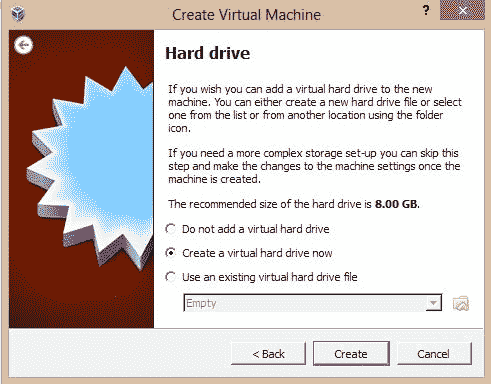 Create Virtual Machine
?
x
Hard drive
If you wish you can add a virtual hard drive to the new
machine. You can either create a new hard drive file or select
one from the list or from another location using the folder
icon.
If you need a more complex storage set-up you can skip this
step and make the changes to the machine settings once the
machine is created.
The recommended size of the hard drive is 8.00 GB.
Do not add a virtual hard drive
Create a virtual hard drive now
Use an existing virtual hard drive file
Empty
< Back
Create
Cancel